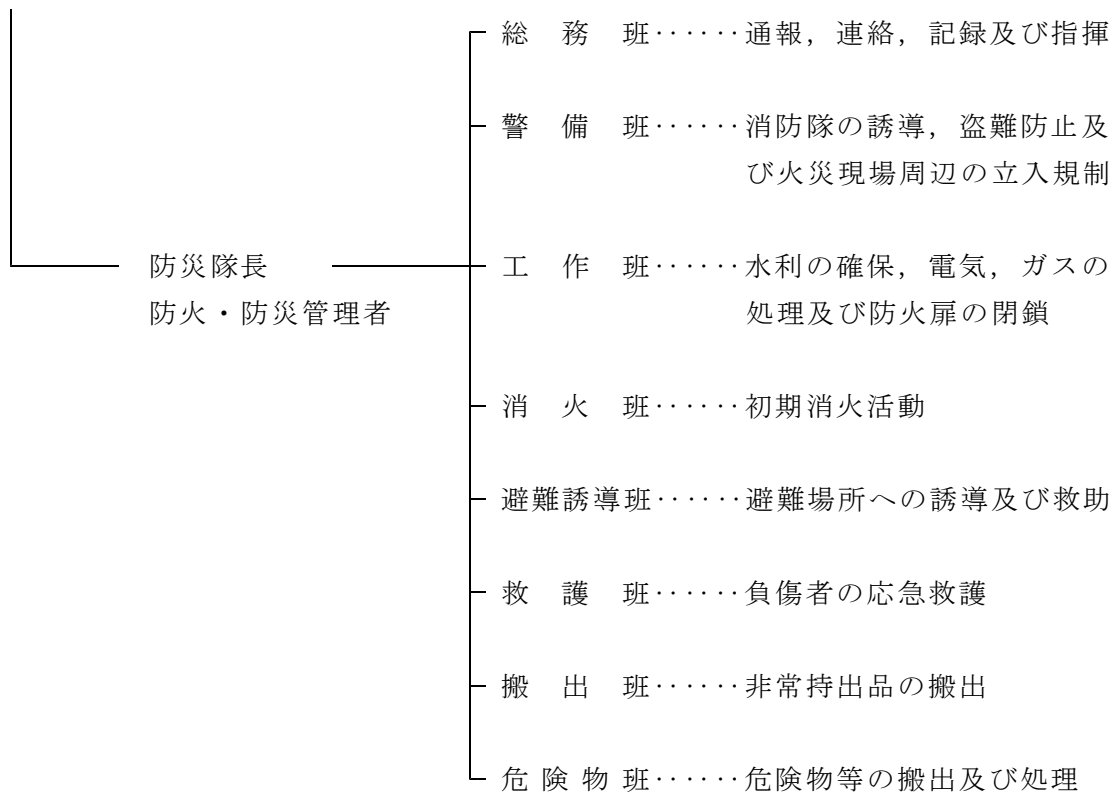 総務班……通報，連絡，記録及び指揮
警備班……消防隊の誘導，盗難防止及
び火災現場周辺の立入規制
防災隊長
防火・防災管理者
工作班……水利の確保，電気，ガスの
処理及び防火扉の閉鎖
消火班……初期消火活動
避難誘導班……避難場所への誘導及び救助
救護班……負傷者の応急救護
搬出班……非常持出品の搬出
危険物班……危険物等の搬出及び処理